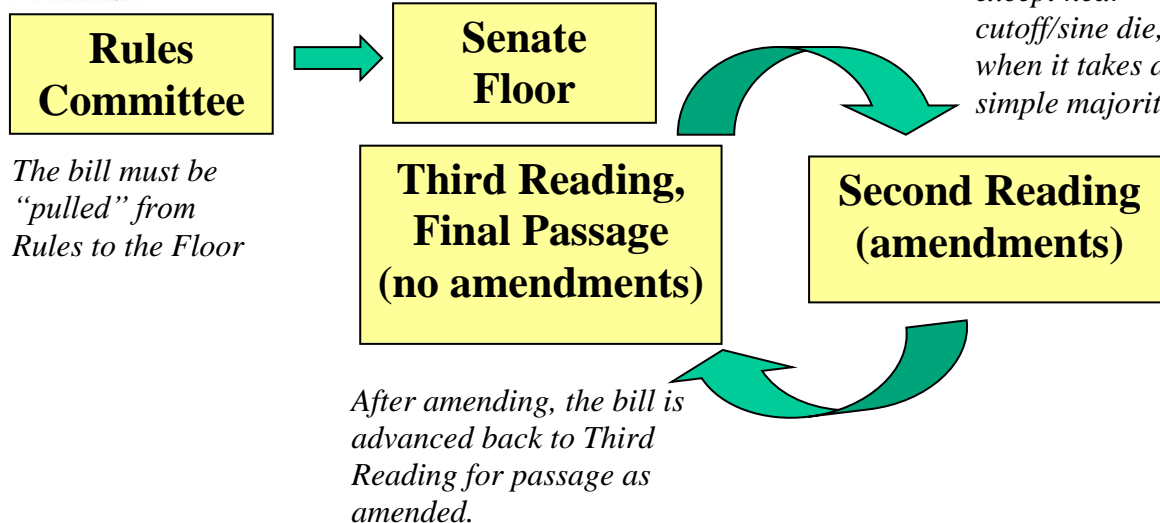 Rules
Committee
The bill must be
“pulled” from
Rules to the Floor
Senate
Floor
cutoff/sine die,
when it takes a
simple
Third Reading,
Final Passage
(no amendments)
Second Reading
(amendments)
After amending, the bill is
advanced back to Third
Reading for passage as
amended.